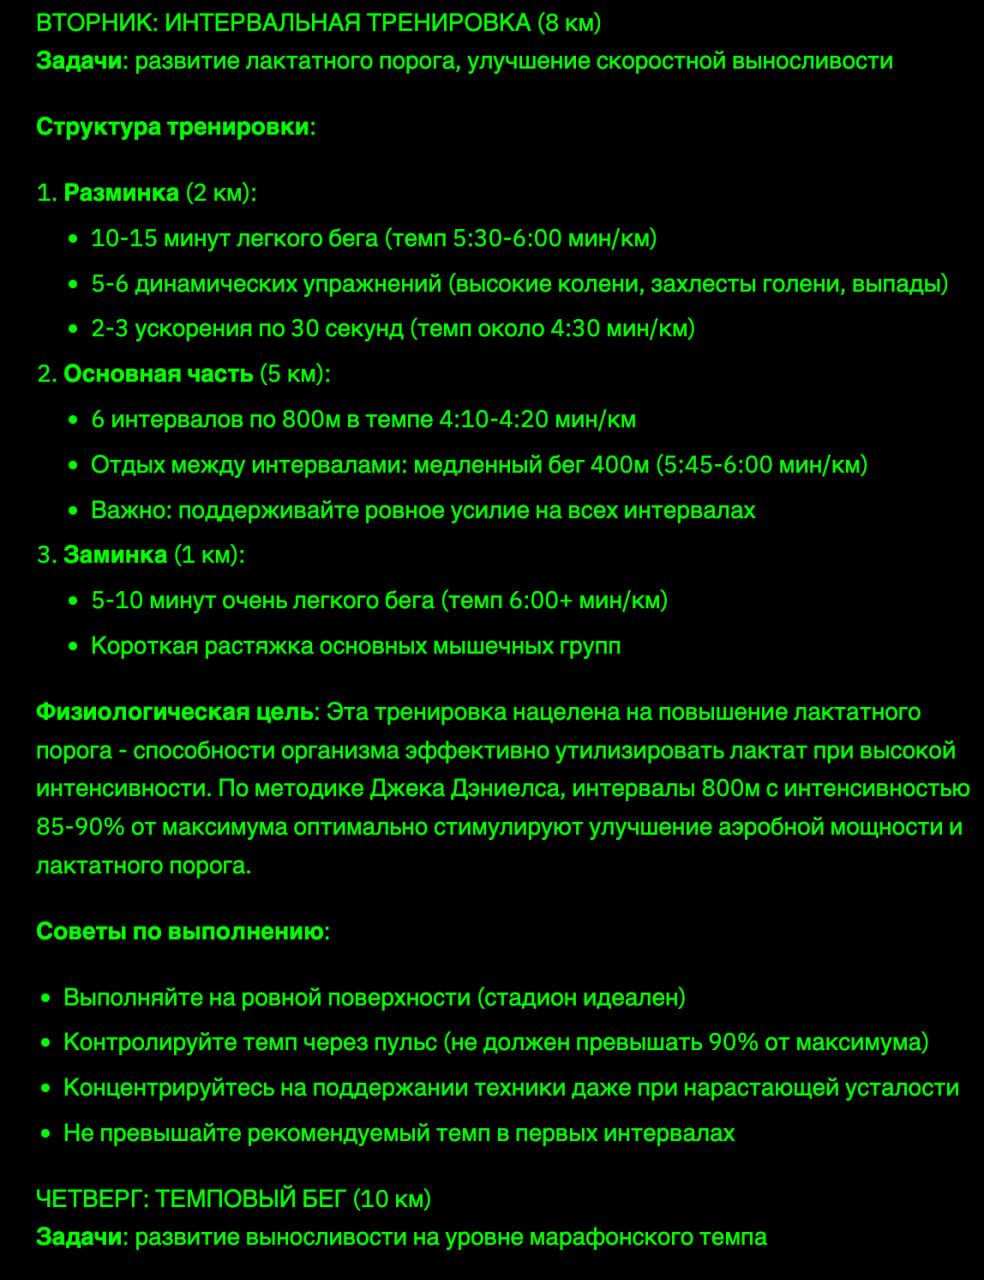 ВТОРНИК: ИНТЕРВАЛЬНАЯ ТРЕНИРОВКА (8 км)
Задачи: развитие лактатного порога, улучшение скоростной выносливости
Структура тренировки:
1. Разминка (2 км):
• 10-15 минут легкого бега (темп 5:30-6:00 мин/км)
• 5-6 динамических упражнений (высокие колени, захлесты голени, выпады)
• 2-3 ускорения по 30 секунд (темп около 4:30 мин/км)
2. Основная часть (5 км):
• 6 интервалов по 800м в темпе 4:10-4:20 мин/км
• Отдых между интервалами: медленный бег 400м (5:45-6:00 мин/км)
• Важно: поддерживайте ровное усилие на всех интервалах
3. Заминка (1 км):
• 5-10 минут очень легкого бега (темп 6:00+ мин/км)
• Короткая растяжка основных мышечных групп
Физиологическая цель: Эта тренировка нацелена на повышение лактатного
порога - способности организма эффективно утилизировать лактат при высокой
интенсивности. По методике Джека Дэниелса, интервалы 800м с интенсивностью
85-90% от максимума оптимально стимулируют улучшение аэробной мощности и
лактатного порога.
Советы по выполнению:
• Выполняйте на ровной поверхности (стадион идеален)
• Контролируйте темп через пульс (не должен превышать 90% от максимума)
• Концентрируйтесь на поддержании техники даже при нарастающей усталости
• Не превышайте рекомендуемый темп в первых интервалах
ЧЕТВЕРГ: ТЕМПОВЫЙ БЕГ (10 км)
Задачи: развитие выносливости на уровне марафонского темпа